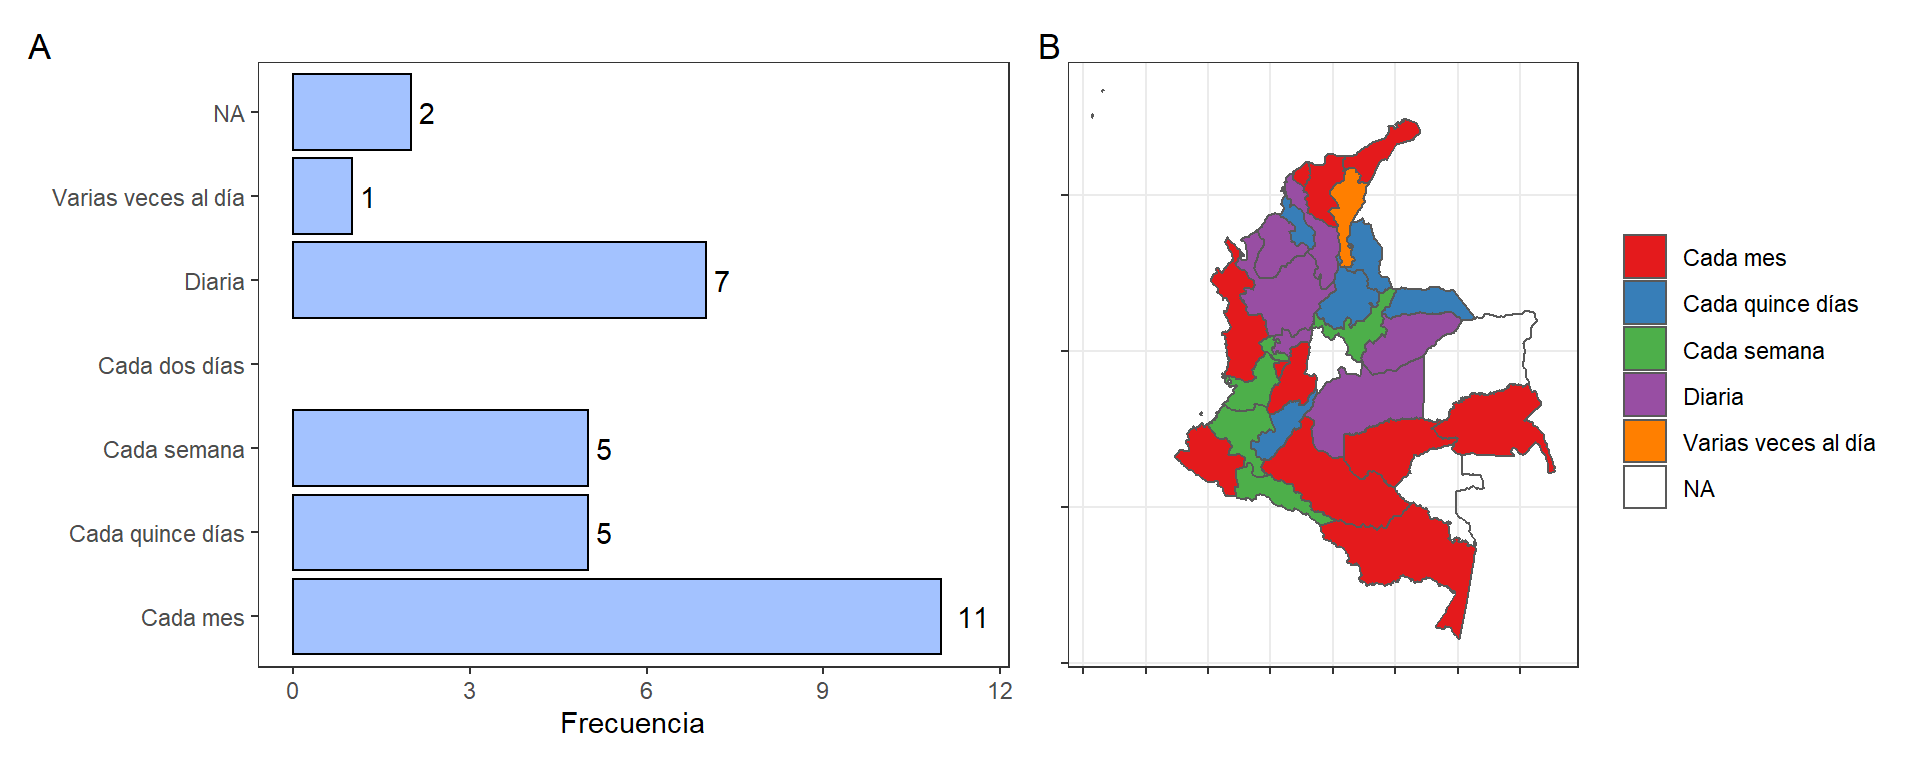 A
NA
2
Varias veces al día
1
Diaria
7
Cada dos días
Cada semana
5
Cada quince días
5
Cada mes
11
0 3 6 9 12
Frecuencia
B
Cada mes
Cada quince días
Cada semana
Diaria
Varias veces al día
NA